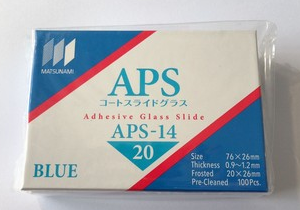 MATSUNAMI
APS
コートスライドグラス
Adhesive Glass Slide
APS-14
20
BLUE
Size 76×26mm
Thickness 0.9~1.2mm
Frosted 20×26mm
Pre-Cleaned 100Pcs.